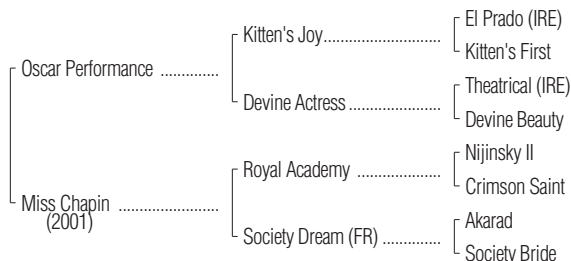 El Prado (IRE)
Kitten's Joy........................
Kitten's First
Oscar Performance ..............
Theatrical (IRE)
Devine Actress ...................
Devine Beauty
Nijinsky II
Royal Academy .................
Crimson Saint
Miss Chapin ........................
(2001)
Akarad
Society Dream (FR) .............
Society Bride